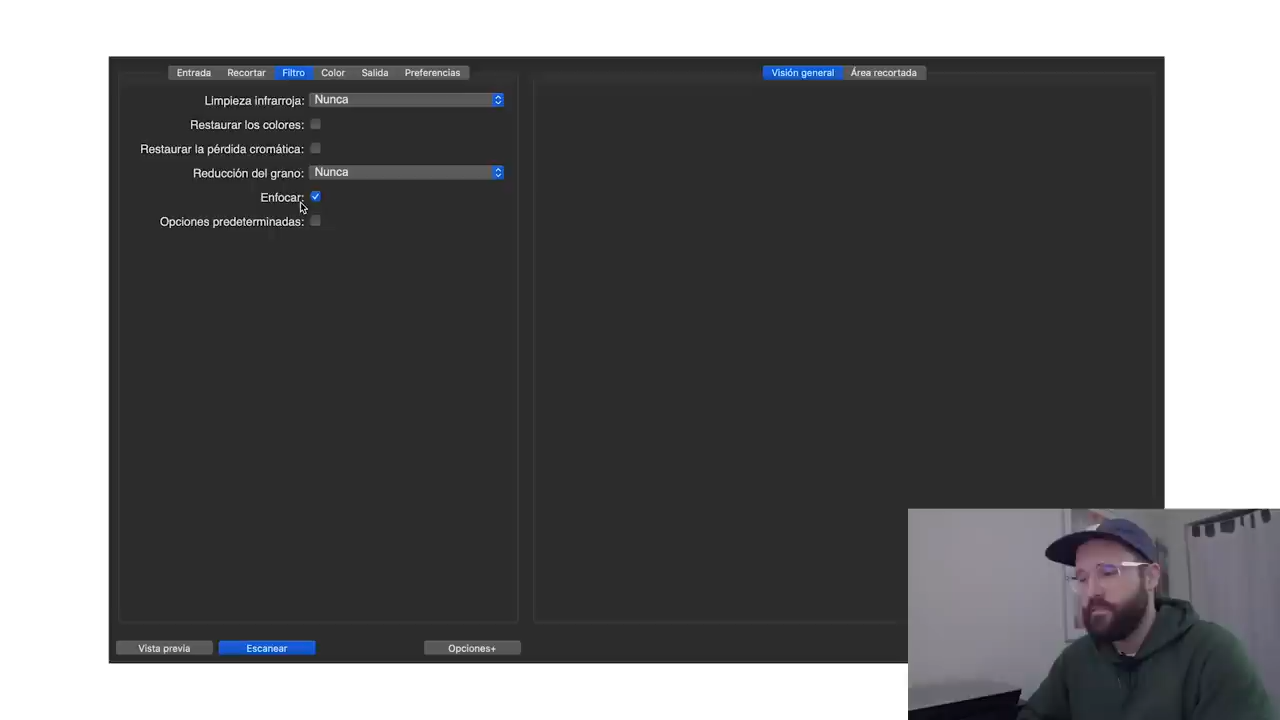 Entrada Recortar Filtro Color Salida Preferencias
Visión general Área recortada
Limpieza infrarroja: Nunca
Restaurar los colores:
Restaurar la pérdida cromática:
Reducción del grano: Nunca
Enfocar:
Opciones predeterminadas:
Vista previa Escanear Opciones+